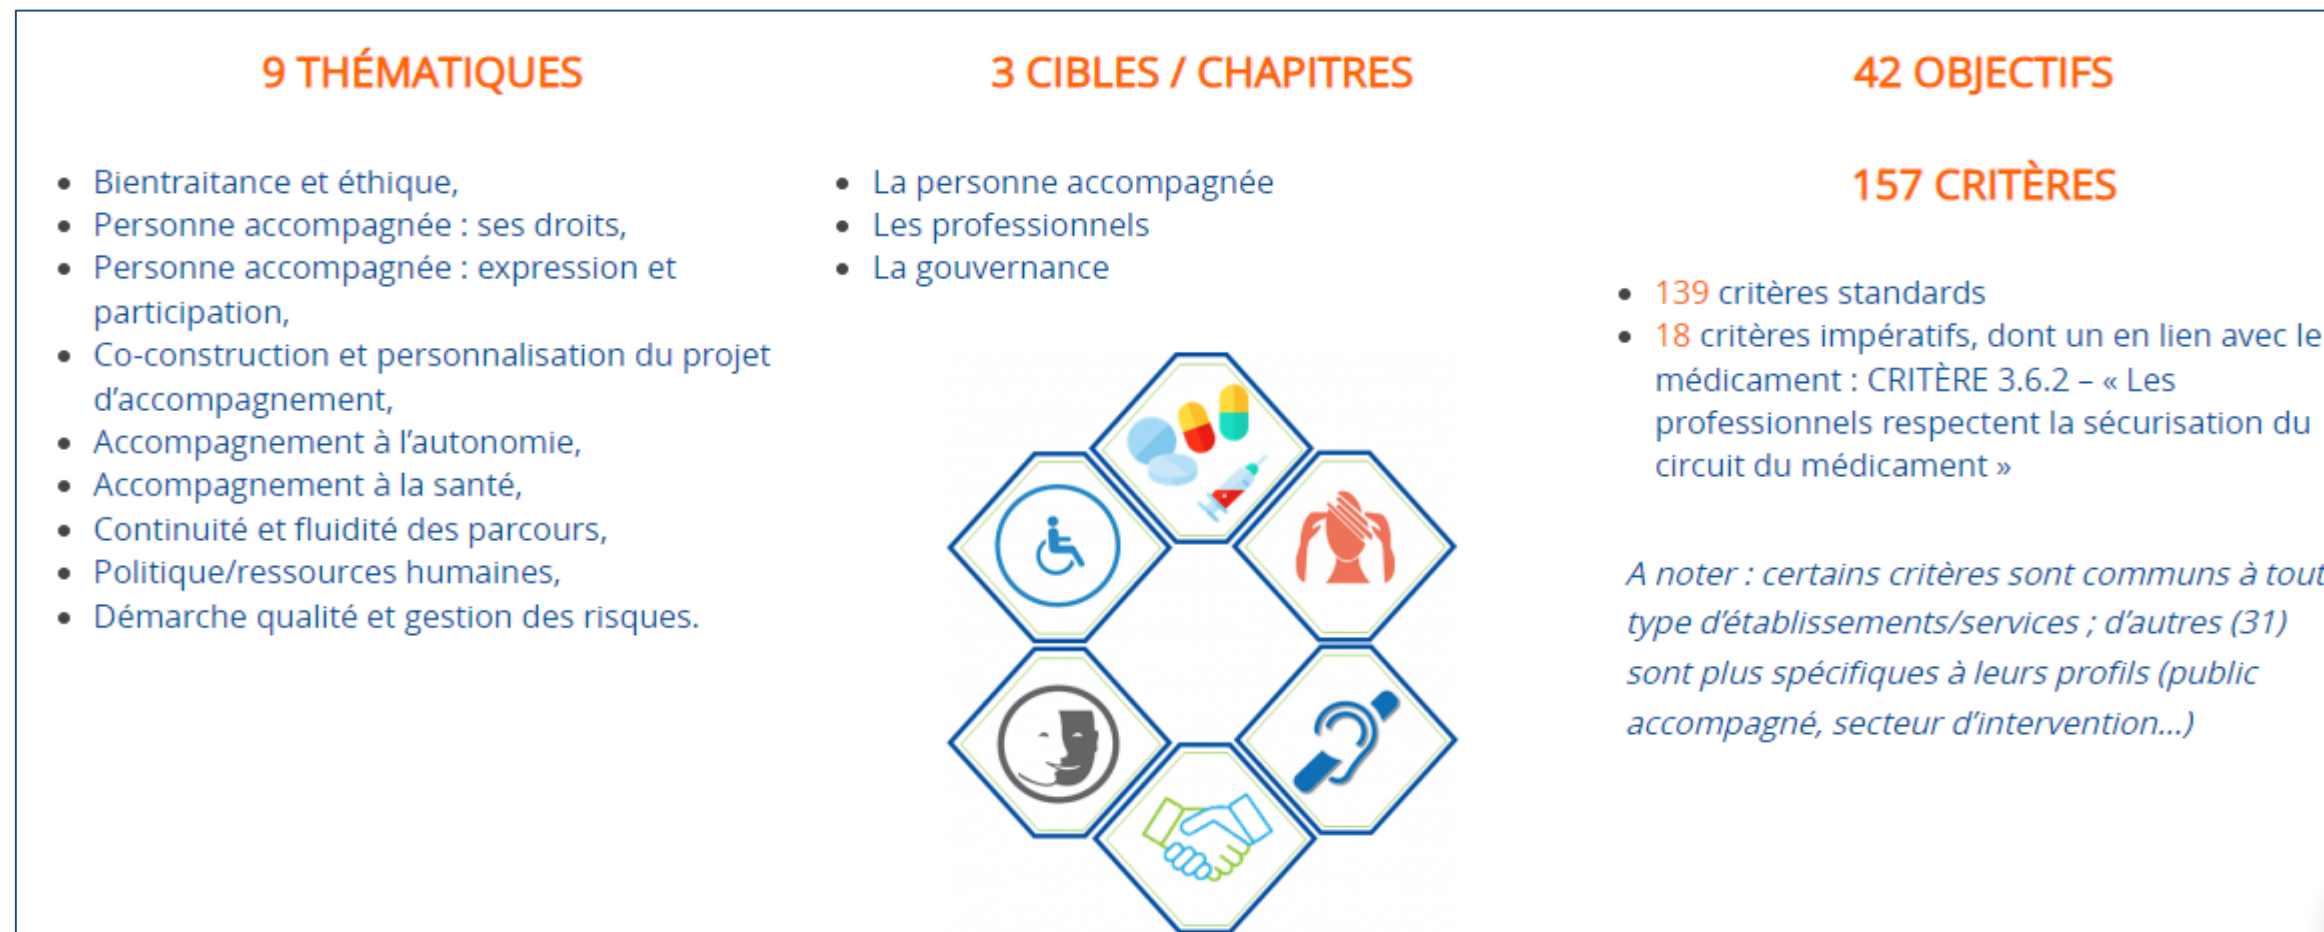 9 THÉMATIQUES
Bientraitance et éthique,
Personne accompagnée : ses droits,
Personne accompagnée : expression et
participation,
Co-construction et personnalisation du projet
d’accompagnement,
Accompagnement à l’autonomie,
Accompagnement à la santé,
Continuité et fluidité des parcours,
Politique/ressources humaines,
Démarche qualité et gestion des risques.
3 CIBLES / CHAPITRES
La personne accompagnée
Les professionnels
La gouvernance
42 OBJECTIFS
157 CRITÈRES
139 critères standards
18 critères impératifs, dont un en lien avec le
médicament : CRITÈRE 3.6.2 – « Les
professionnels respectent la sécurisation du
circuit du médicament »
A noter : certains critères sont communs à tout
type d’établissements/services ; d’autres (31)
sont plus spécifiques à leurs profils (public
accompagné, secteur d’intervention…)